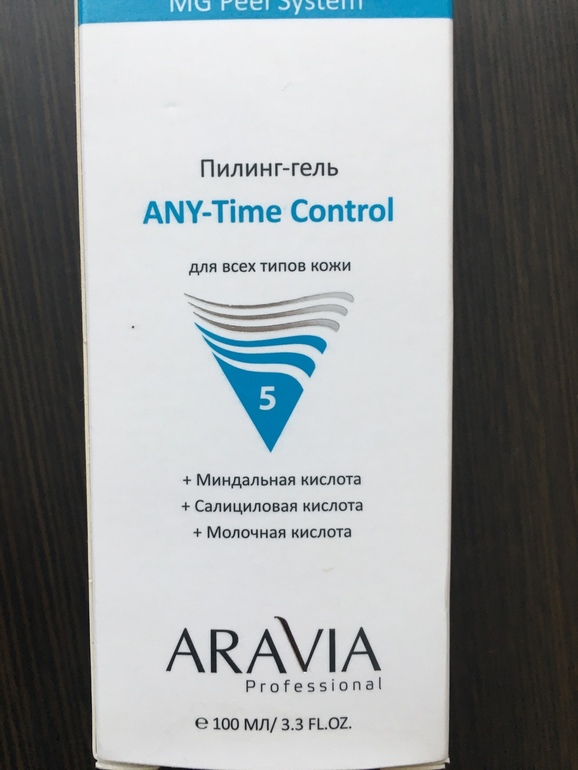 MG Peel System
Пилинг-гель
ANY-Time Control
для всех типов кожи
5
+ Миндальная кислота
+ Салициловая кислота
+ Молочная кислота
ARAVIA
Professional
℮ 100 МЛ/ 3.3 FL.OZ.